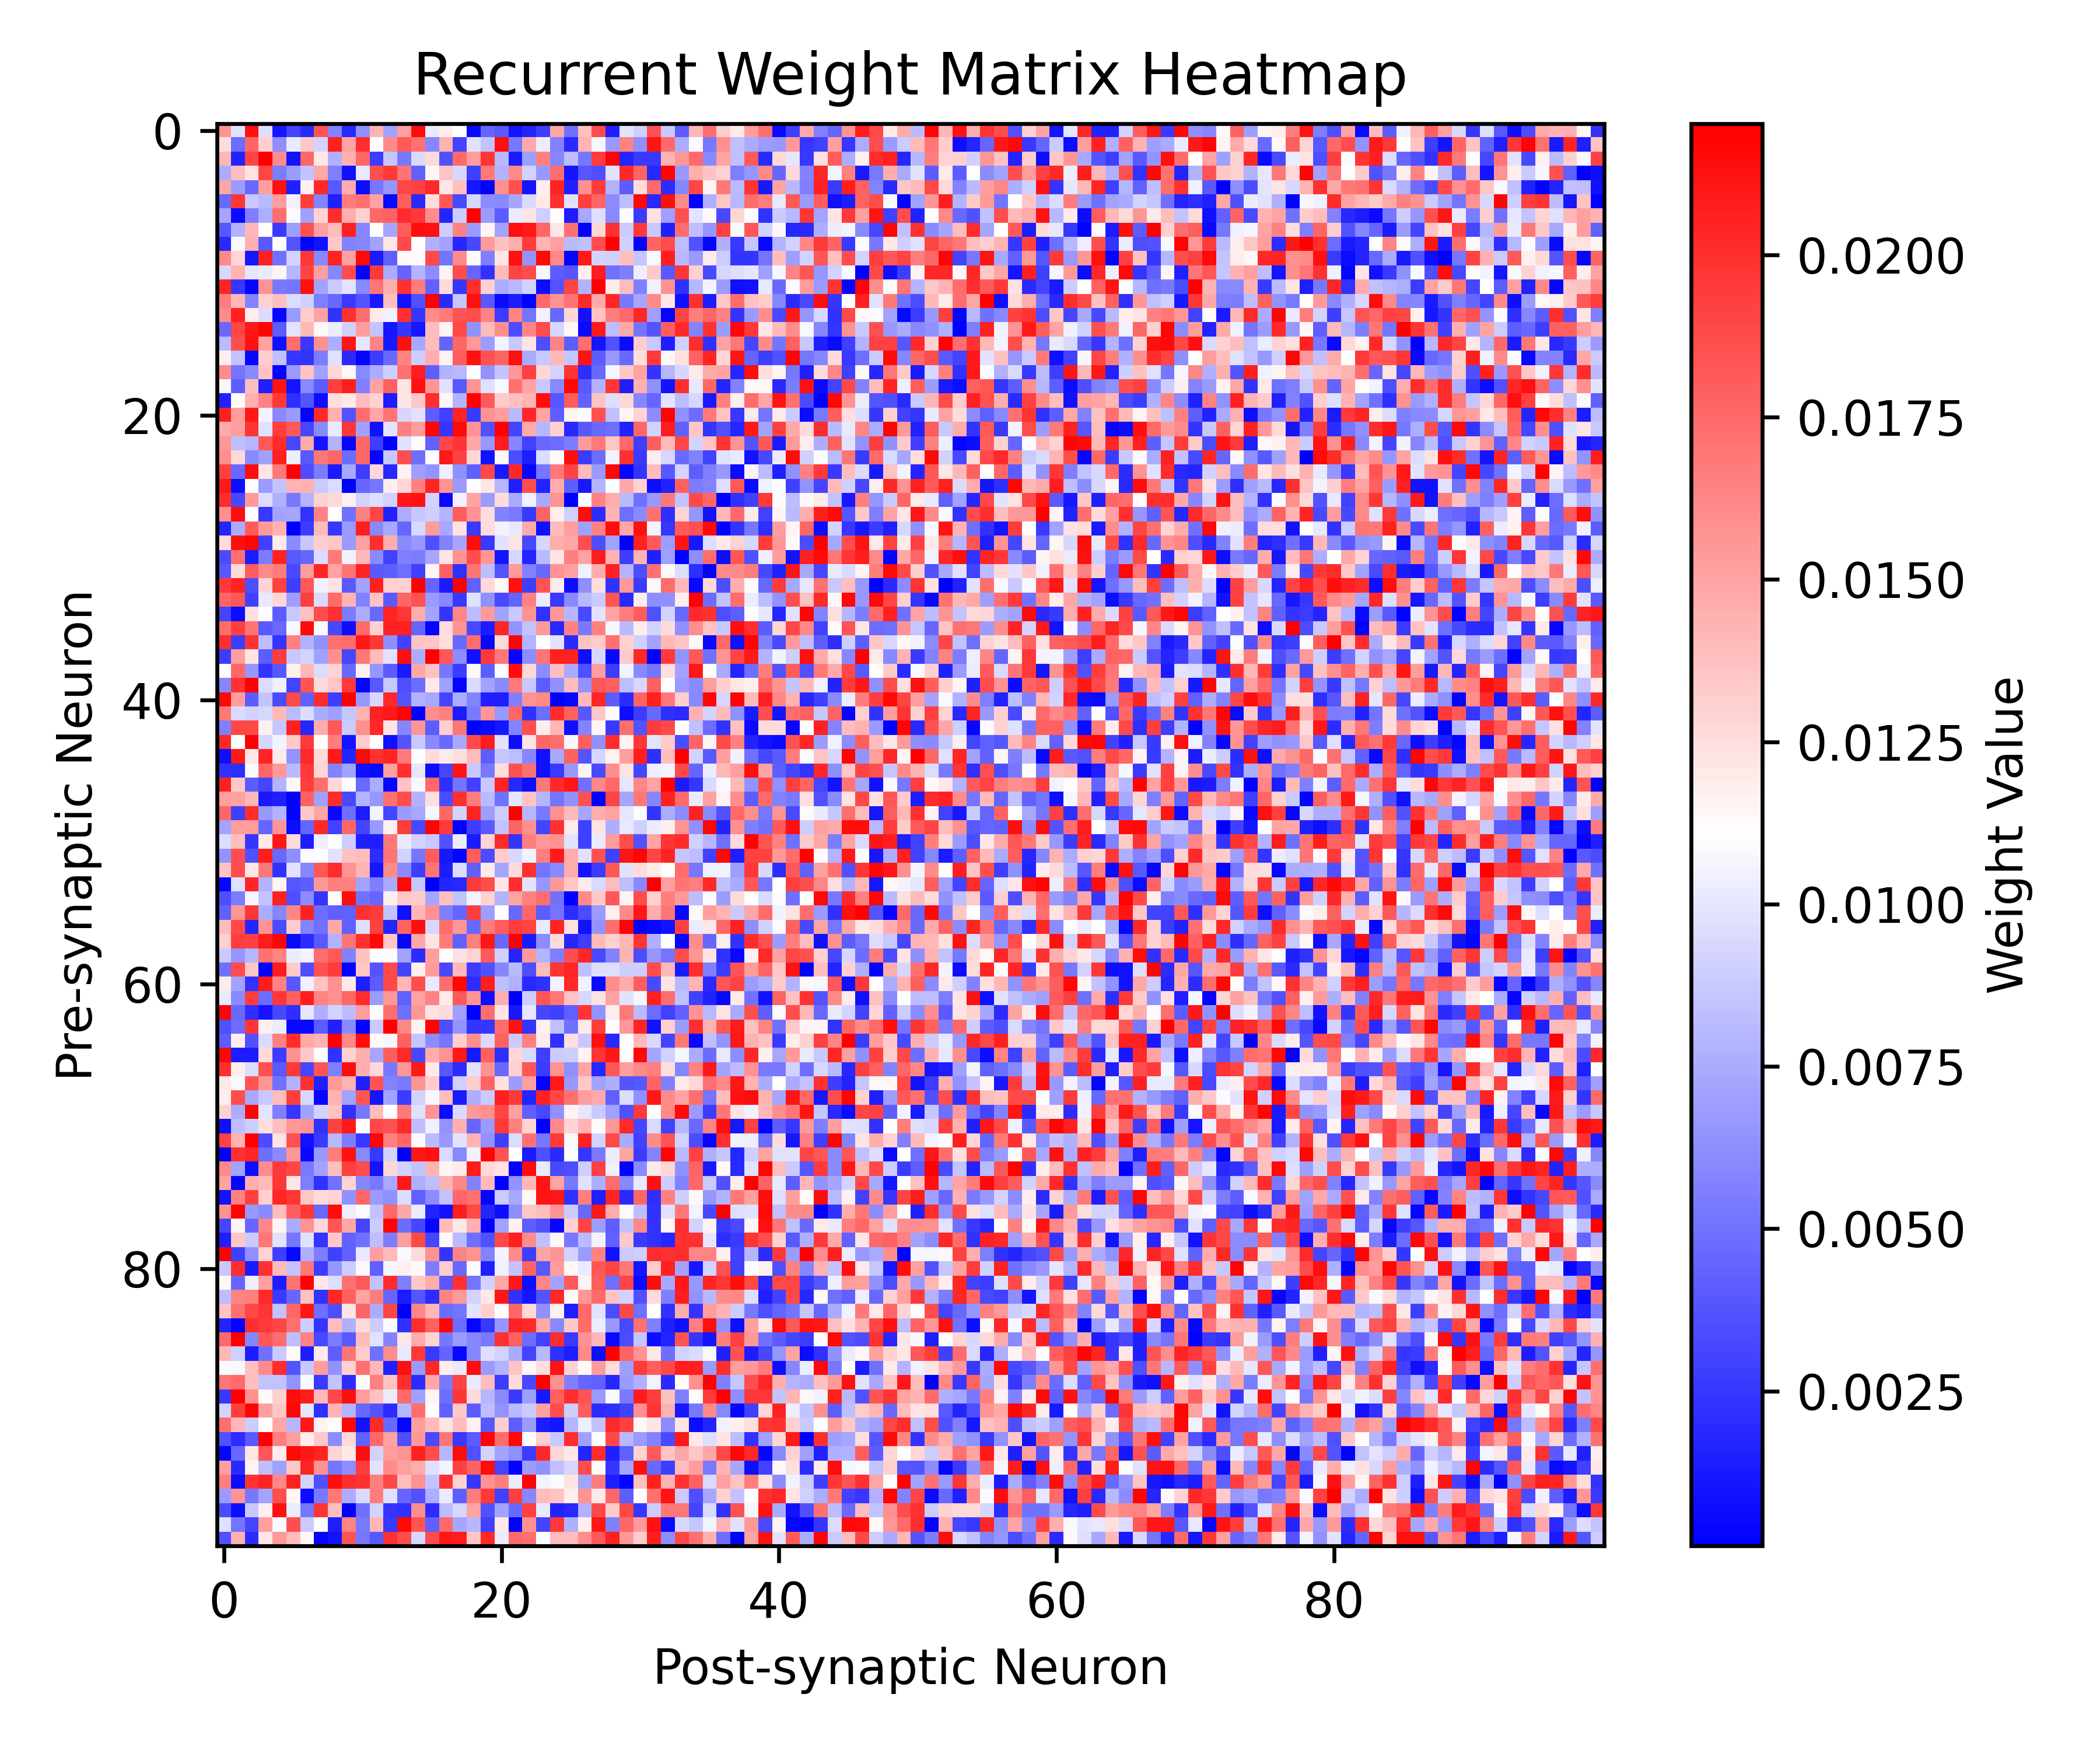 Recurrent Weight Matrix Heatmap
0
20
40
60
80
Pre-synaptic Neuron
0 20 40 60 80
Post-synaptic Neuron
0.0200
0.0175
0.0150
0.0125
0.0100
0.0075
0.0050
0.0025
Weight Value